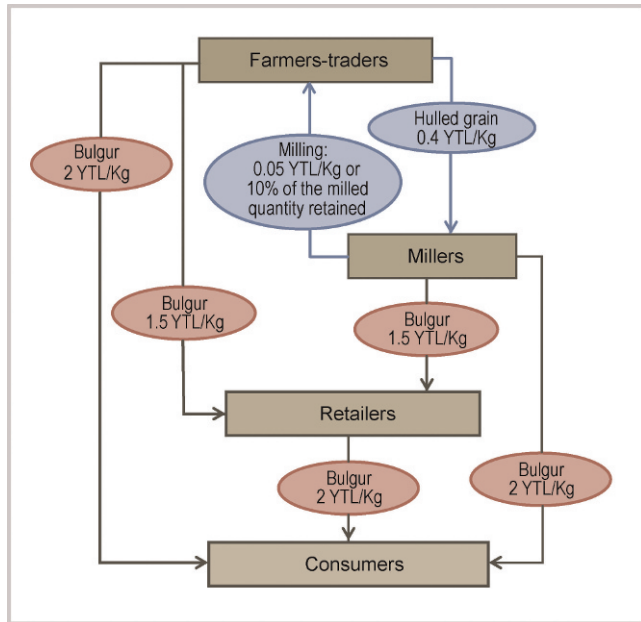 Farmers-traders
Bulgur
2 YTL/Kg
Milling:
0.05 YTL/Kg or
10% of the milled
quantity retained
Hulled grain
0.4 YTL/Kg
Millers
Bulgur
1.5 YTL/Kg
Bulgur
1.5 YTL/Kg
Retailers
Bulgur
2 YTL/Kg
Bulgur
2 YTL/Kg
Consumers